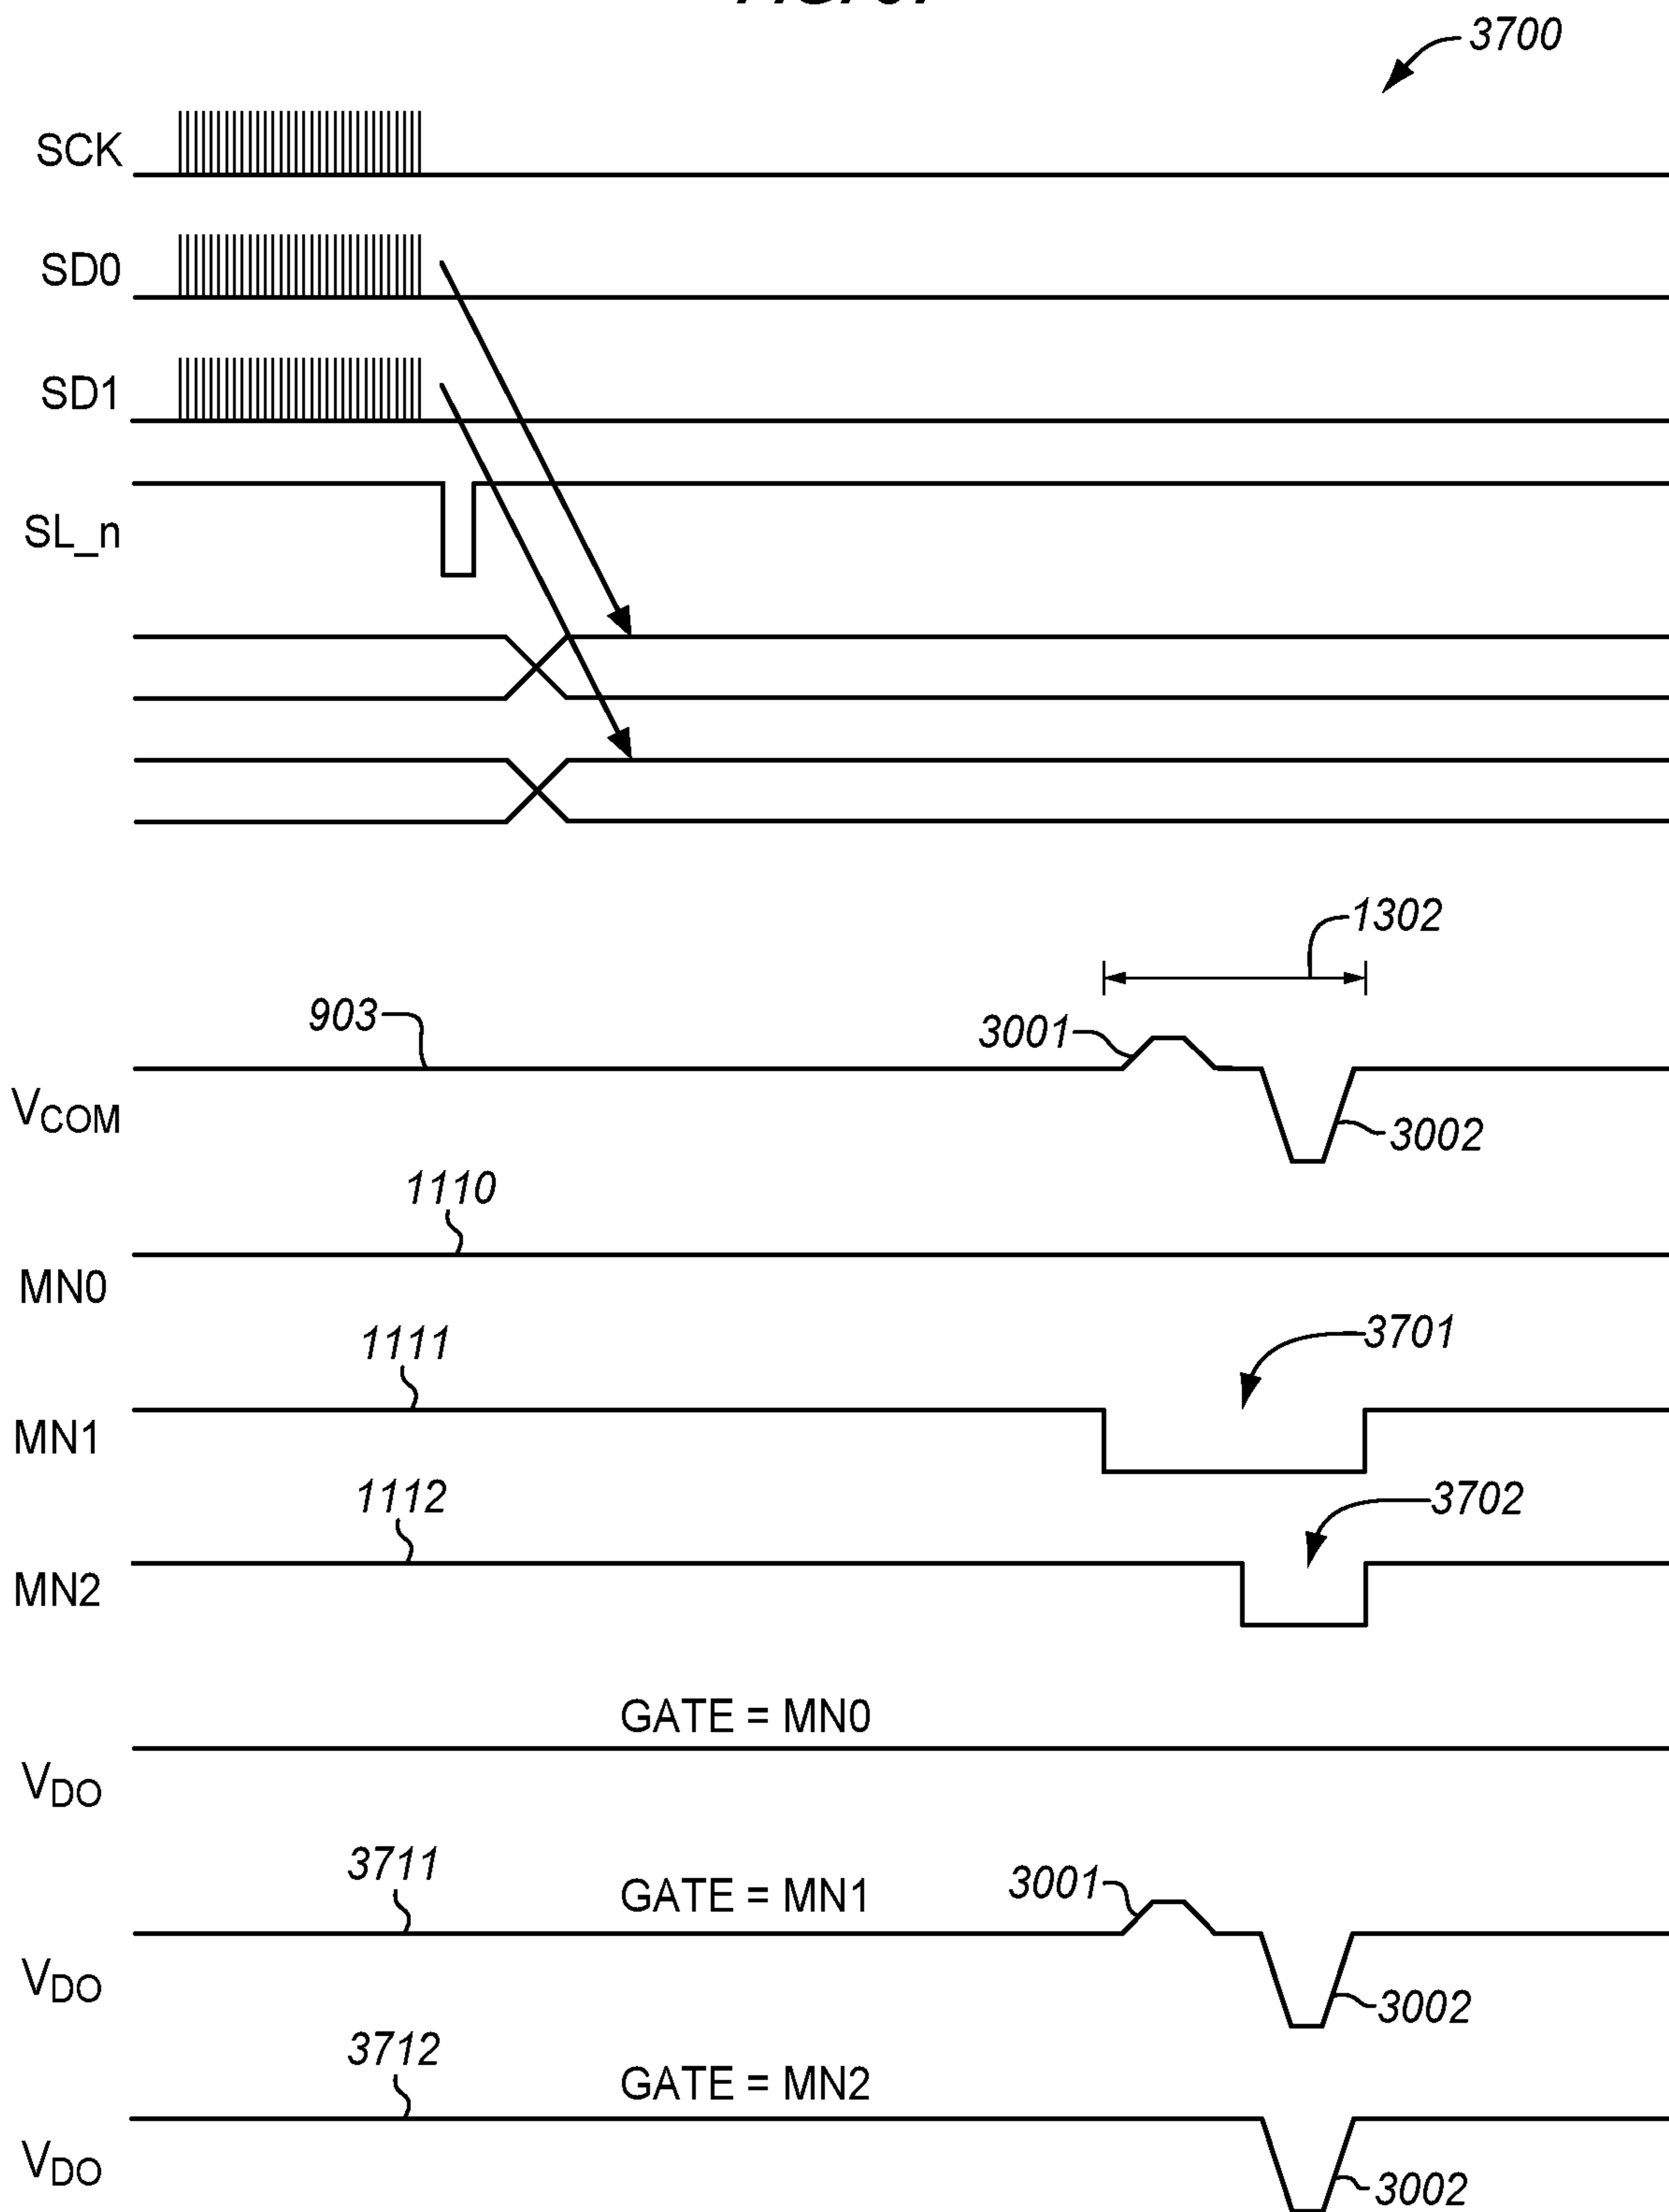 3700
SCK
SD0
SD1
SL_n
1302
903
3001
VCOM
3002
1110
MN0
1111
3701
MN1
1112
3702
MN2
GATE = MN0
VDO
3711
GATE = MN1
3001
VDO
3002
3712
GATE = MN2
VDO
3002